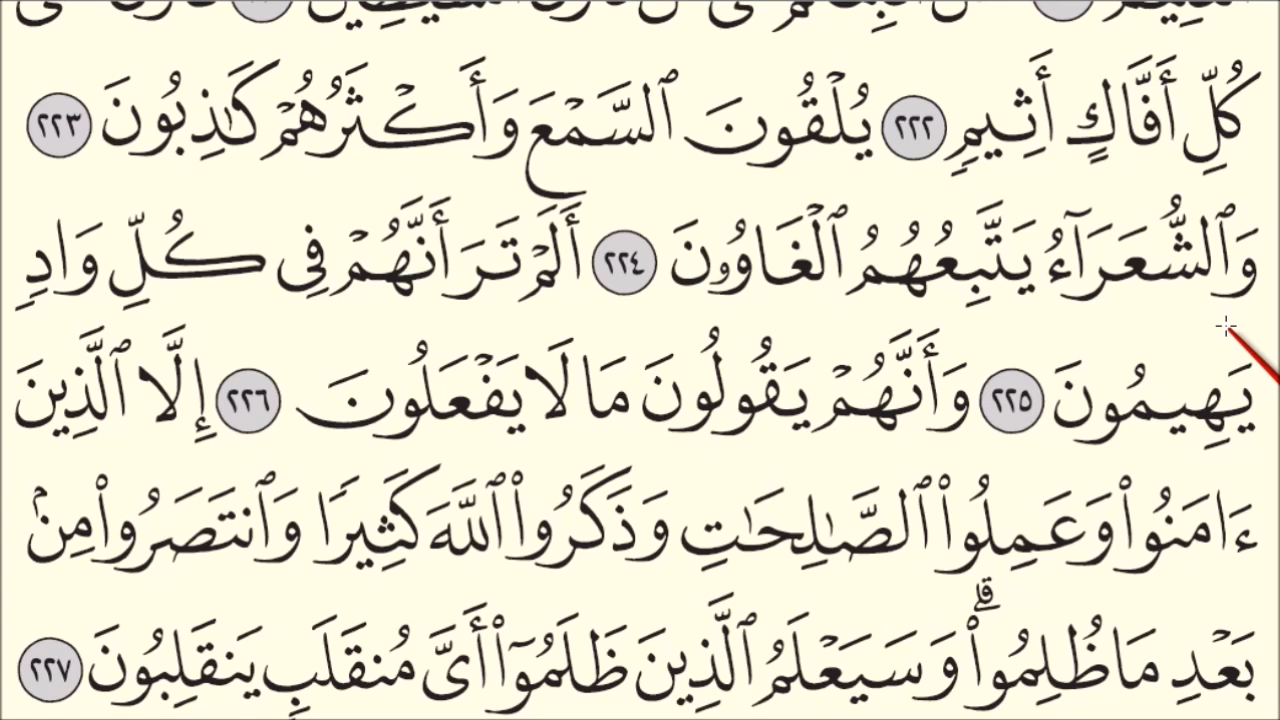 كُلِّ أَفَّاكٍ أَثِيمٍ ٢٢٢ يُلْقُونَ ٱلسَّمْعَ وَأَكْثَرُهُمْ كَٰذِبُونَ ٢٢٣
وَٱلشُّعَرَآءُ يَتَّبِعُهُمُ ٱلْغَاوُۥنَ ٢٢٤ أَلَمْ تَرَ أَنَّهُمْ فِى كُلِّ وَادٍ
يَهِيمُونَ ٢٢٥ وَأَنَّهُمْ يَقُولُونَ مَا لَا يَفْعَلُونَ ٢٢٦ إِلَّا ٱلَّذِينَ
ءَامَنُوا۟ وَعَمِلُوا۟ ٱلصَّٰلِحَٰتِ وَذَكَرُوا۟ ٱللَّهَ كَثِيرًا وَٱنتَصَرُوا۟ مِنۢ
بَعْدِ مَا ظُلِمُوا۟ ۗ وَسَيَعْلَمُ ٱلَّذِينَ ظَلَمُوٓا۟ أَىَّ مُنقَلَبٍ يَنقَلِبُونَ ٢٢٧